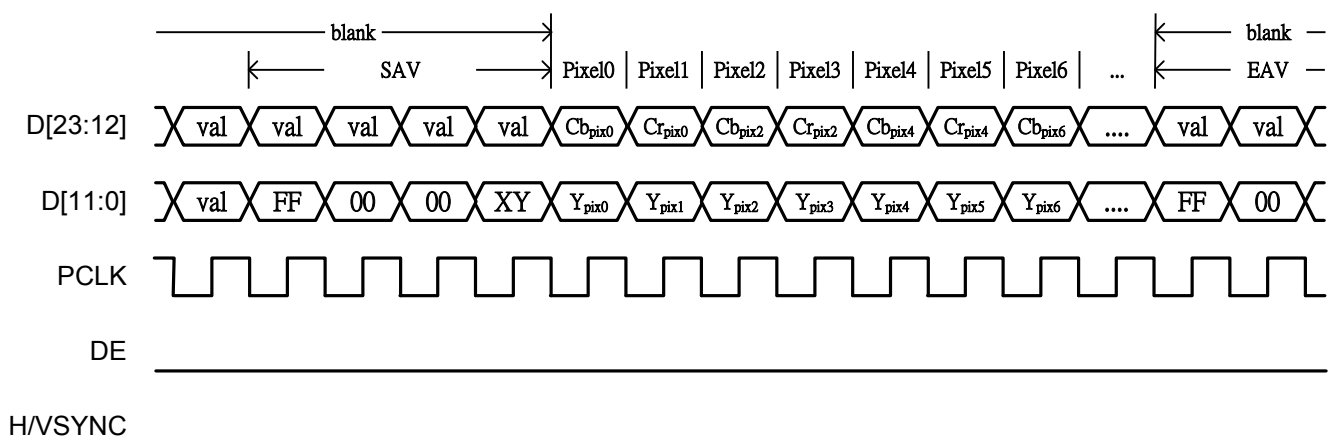 blank blank
SAV Pixel0 Pixel1 Pixel2 Pixel3 Pixel4 Pixel5 Pixel6 ... EAV
D[23:12] val val val val val Cbpix0 Crpix0 Cbpix2 Crpix2 Cbpix4 Crpix4 Cbpix6 .... val val
D[11:0] val FF 00 00 XY Ypix0 Ypix1 Ypix2 Ypix3 Ypix4 Ypix5 Ypix6 .... FF 00
PCLK
DE
H/VSYNC